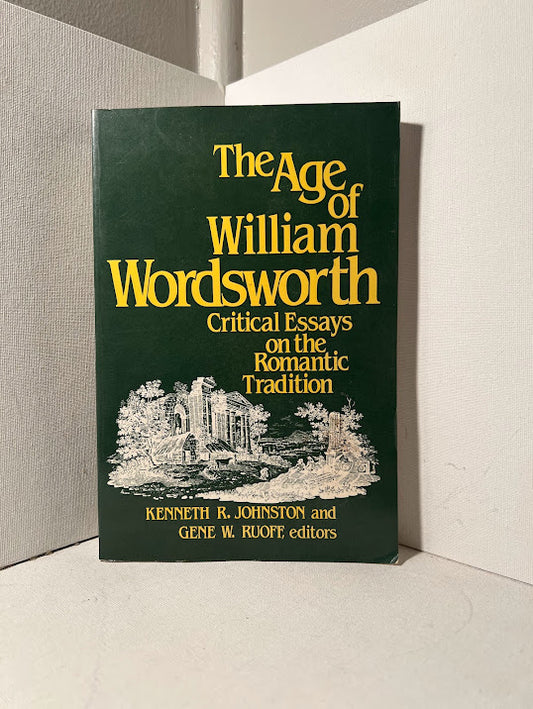 The Age
of
William
Wordsworth
Critical Essays
on the
Romantic
Tradition
KENNETH R. JOHNSTON and
GENE W. RUOFF, editors